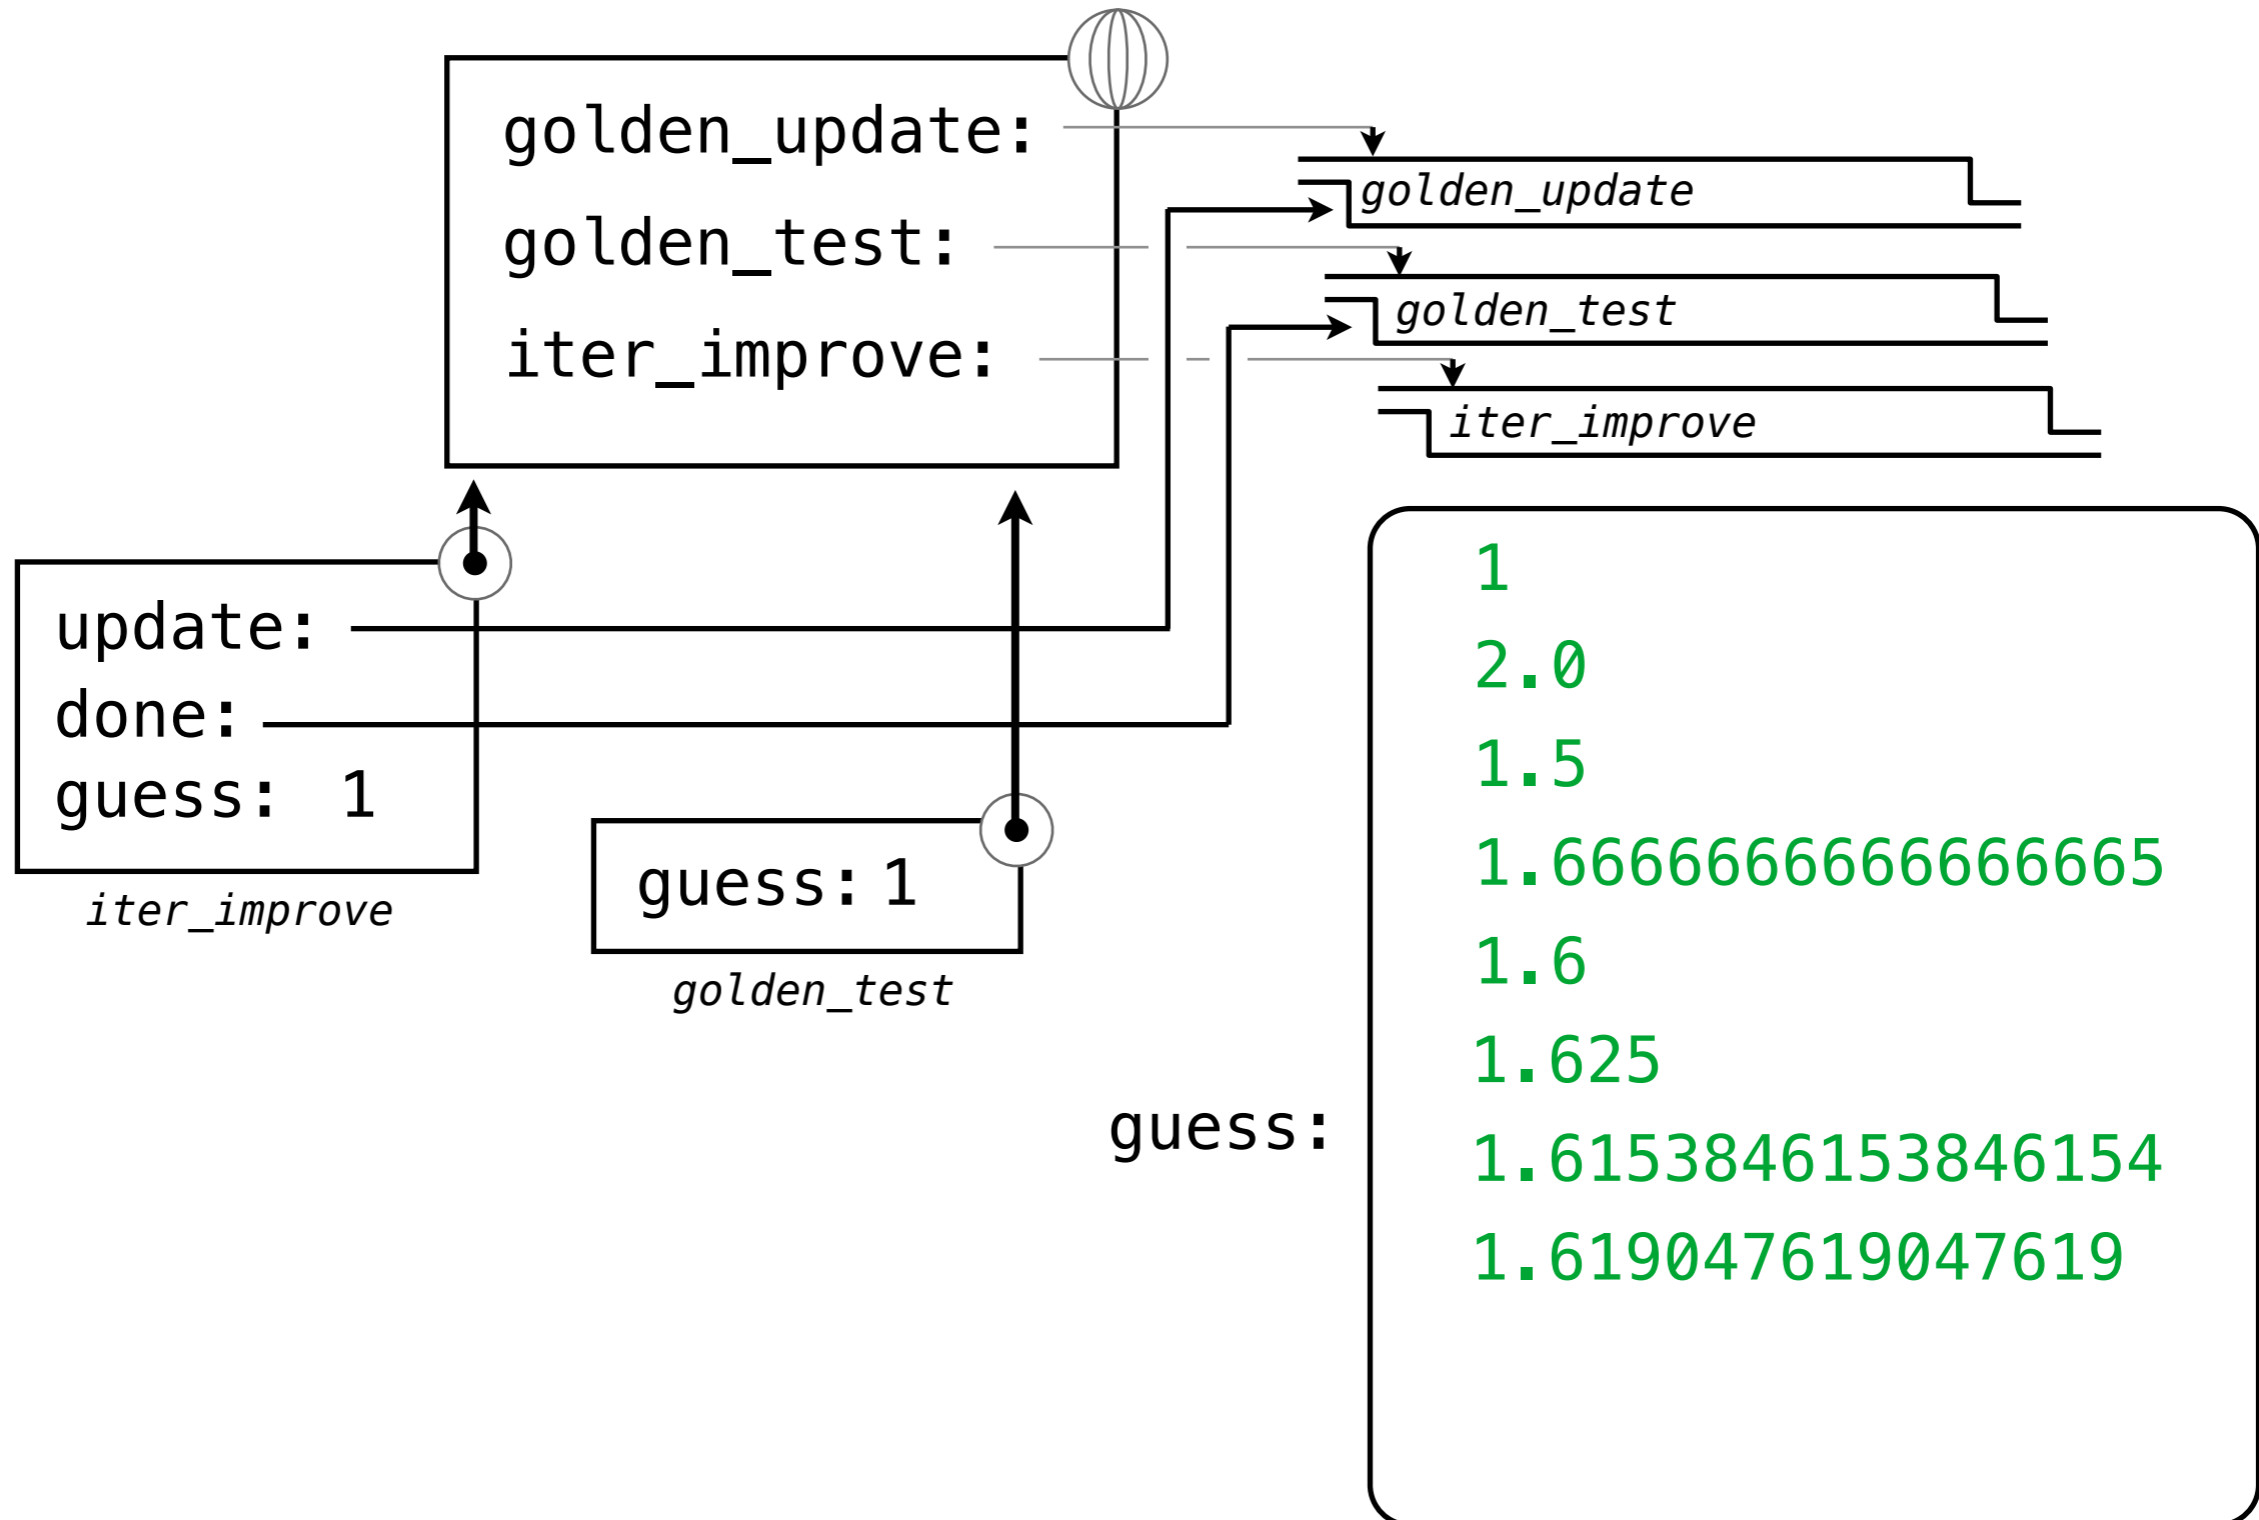 golden_update:
golden_test:
iter_improve:
golden_update
golden_test
iter_improve
update:
done:
guess: 1
iter_improve
guess: 1
golden_test
guess:
1
2.0
1.5
1.6666666666666665
1.6
1.625
1.6153846153846154
1.619047619047619